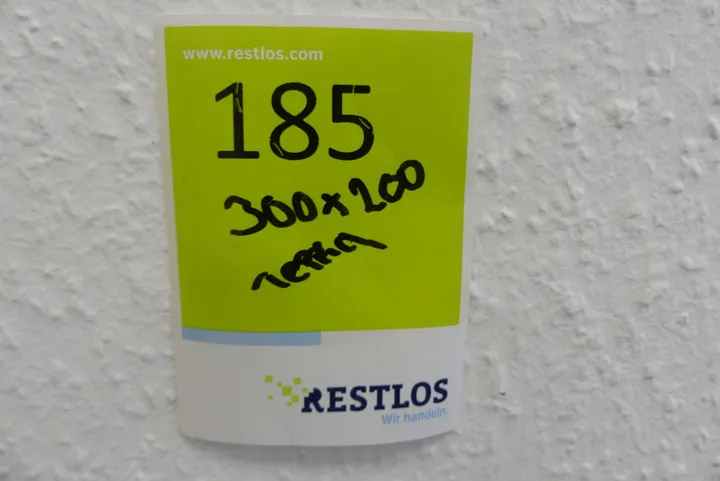 www.restlos.com
185
300x200
RESTLOS
Wir handeln.